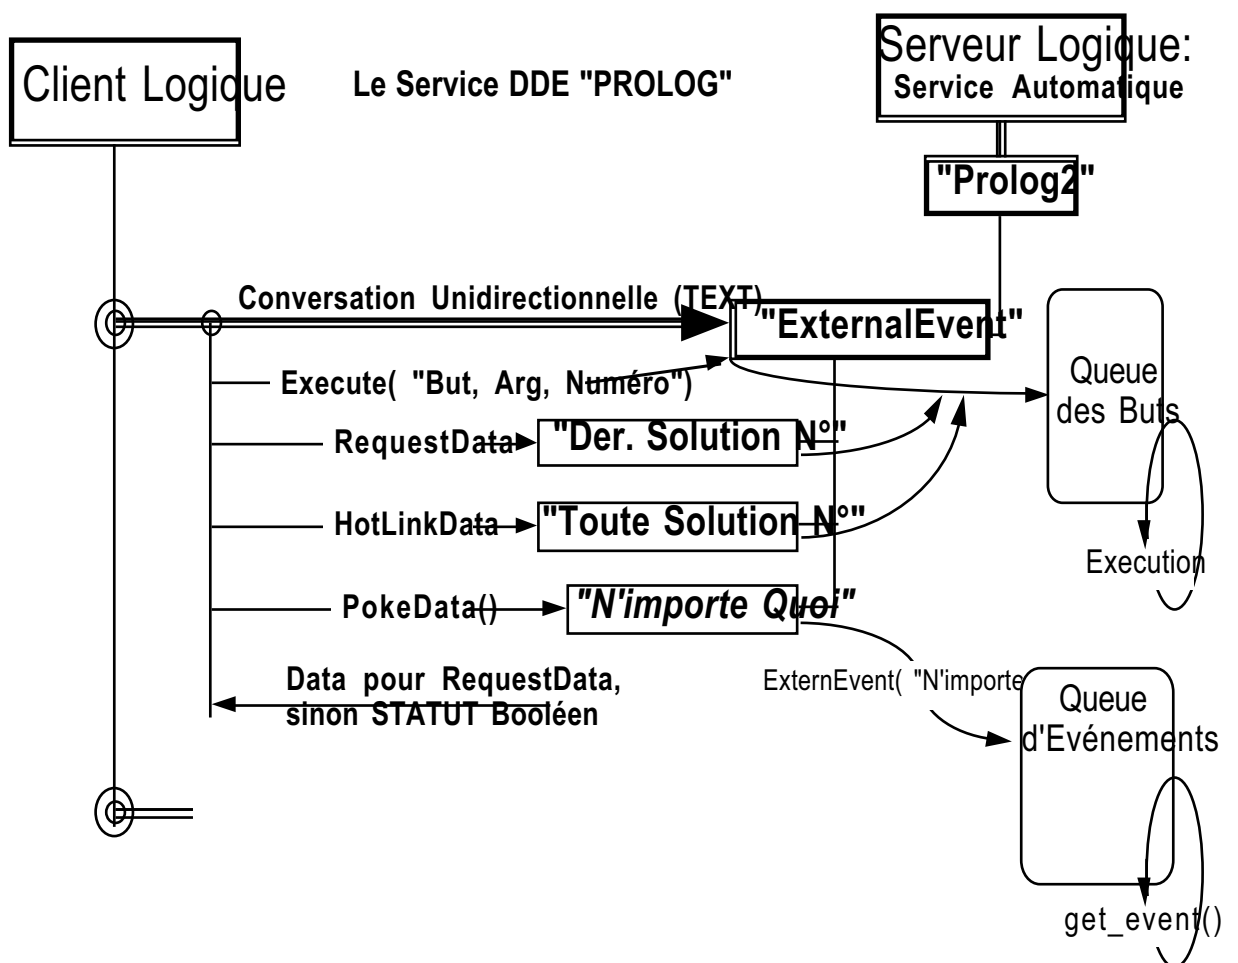 Serveur Logique:
Client Logique
Le Service DDE "PROLOG"
Service Automatique
"Prolog2"
Conversation Unidirectionnelle (TEXT)
"ExternalEvent"
Execute( "But, Arg, Numéro")
Queue
des Buts
RequestData
"Der. Solution N°"
HotLinkData
"Toute Solution N°"
Execution
PokeData()
"N'importe Quoi"
Data pour RequestData,
sinon STATUT Booléen
ExternEvent( "N'importe
Queue
d'Evénements
get_event()